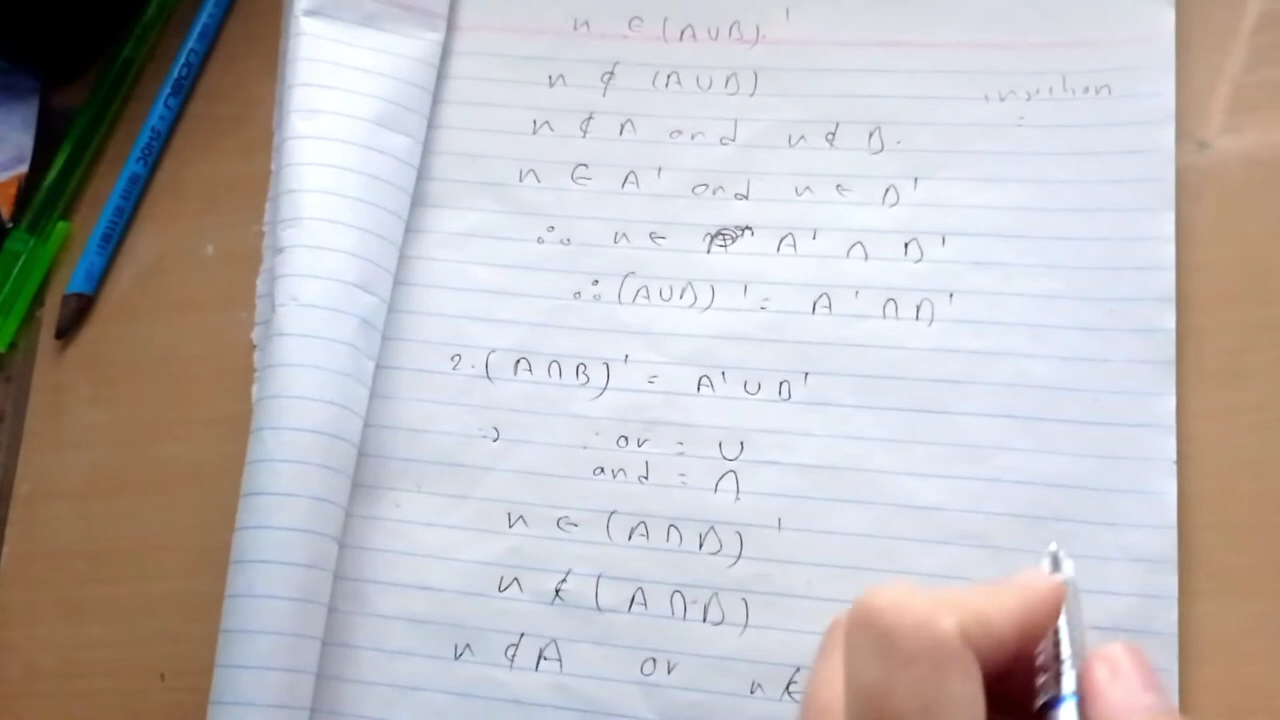 n ∈ (A∪B).'
n ∉ (A∪B)
n ∉ A and n ∉ B.
n ∈ A' and n ∈ B'
∴ n ∈ A' ∩ B'
∴ (A∪B)' = A' ∩ B'
2. (A∩B)' = A' ∪ B'
⇒ or = ∪
and = ∩
n ∈ (A∩B)'
n ∉ (A∩B)
n ∉ A or n ∉